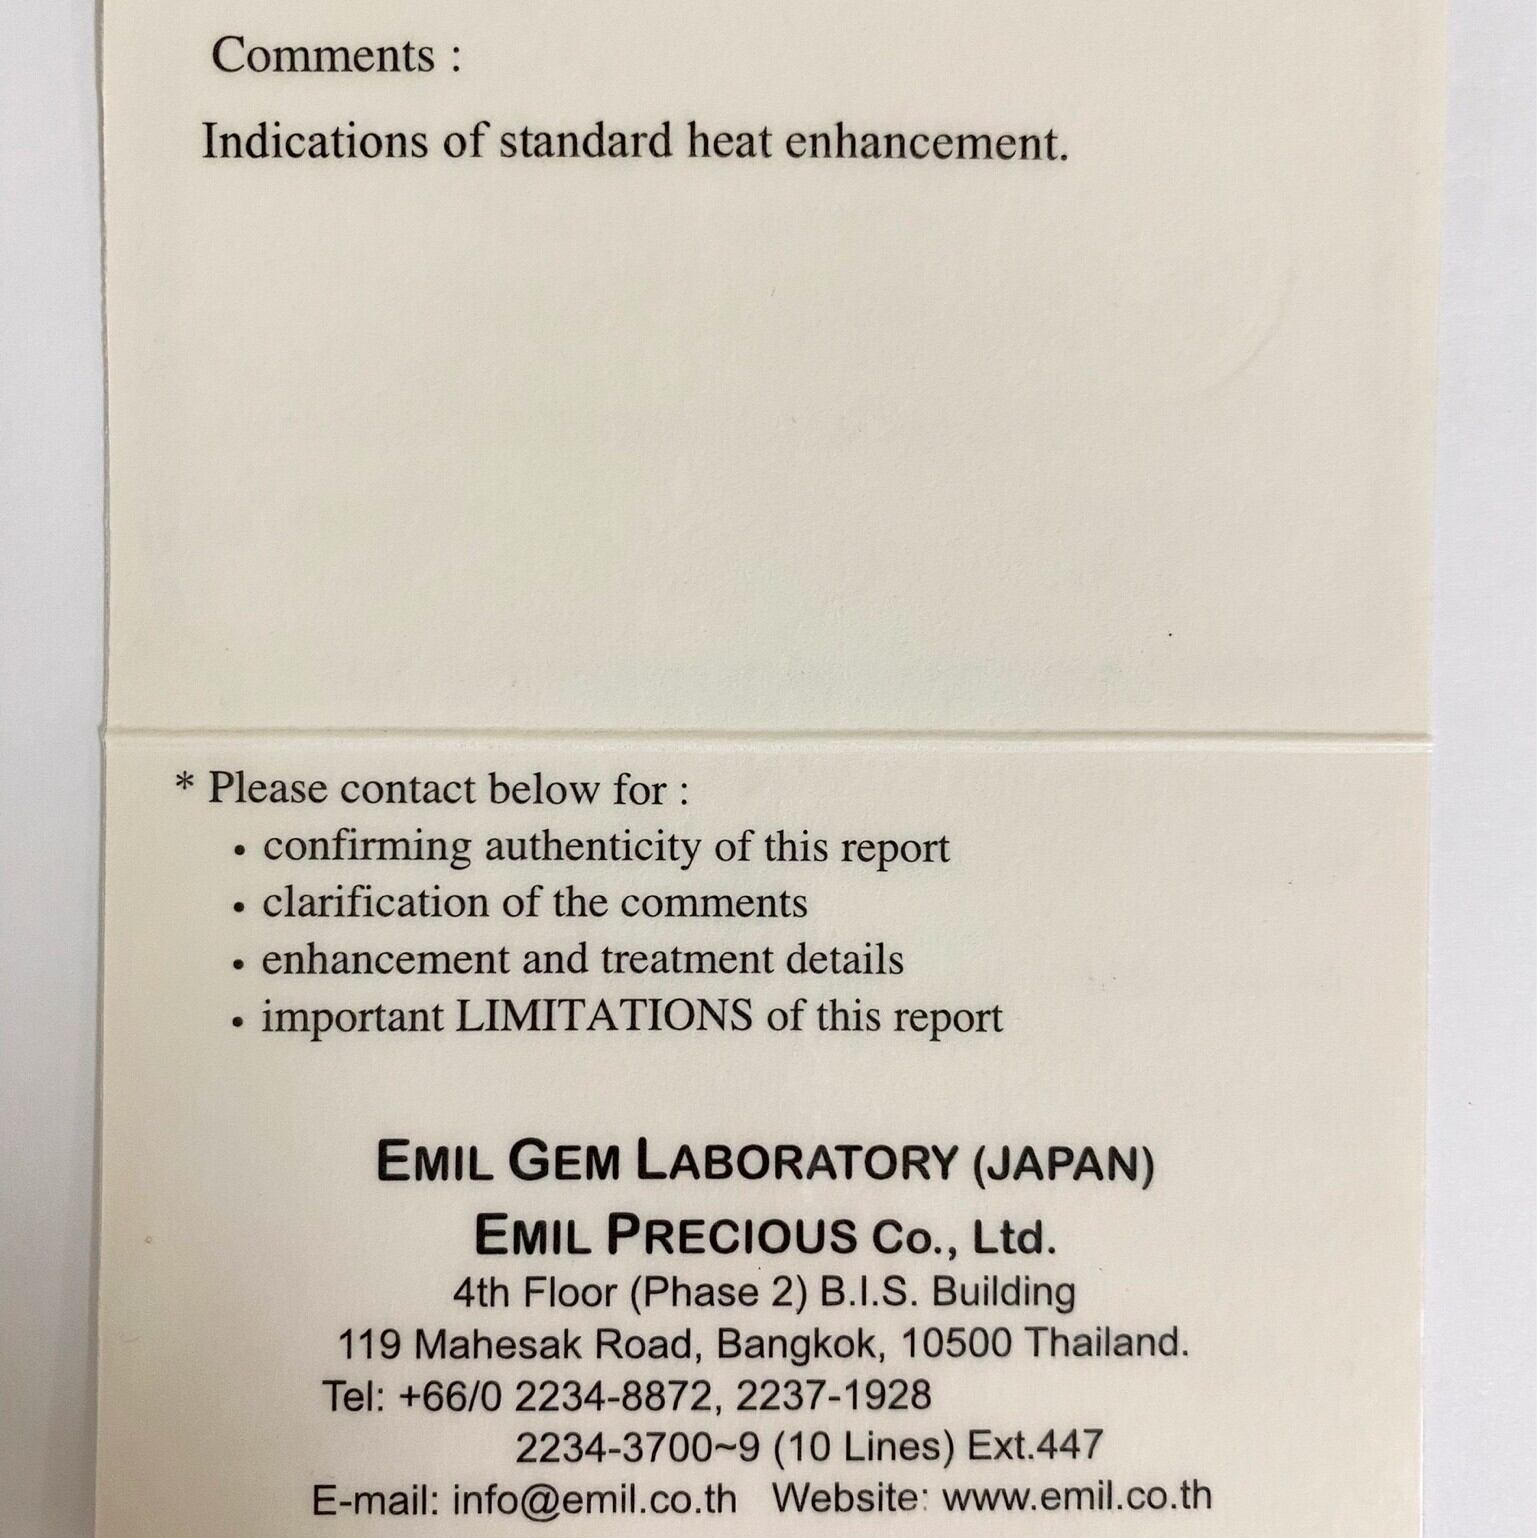 Comments :
Indications of standard heat enhancement.
* Please contact below for :
• confirming authenticity of this report
• clarification of the comments
• enhancement and treatment details
• important LIMITATIONS of this report
EMIL GEM LABORATORY (JAPAN)
EMIL PRECIOUS Co., Ltd.
4th Floor (Phase 2) B.I.S. Building
119 Mahesak Road, Bangkok, 10500 Thailand.
Tel: +66/0 2234-8872, 2237-1928
2234-3700~9 (10 Lines) Ext.447
E-mail: info@emil.co.th Website: www.emil.co.th